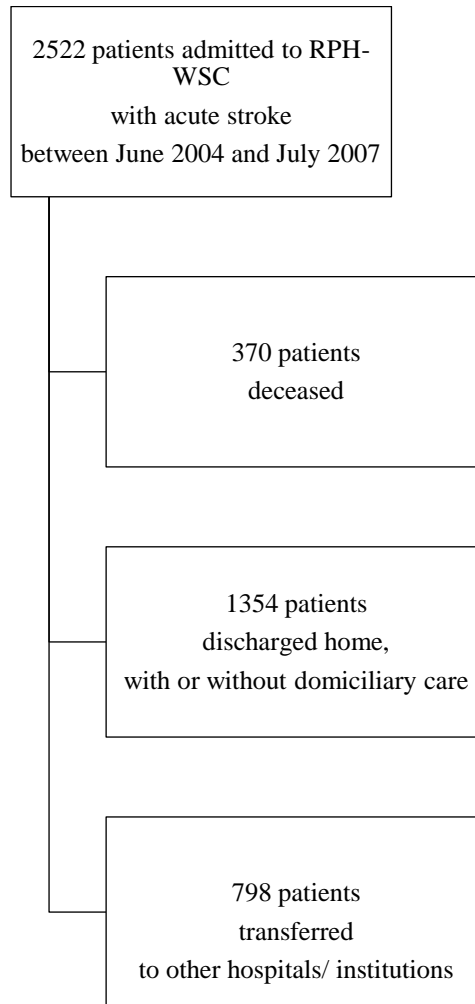 2522 patients admitted to RPH-
WSC
with acute stroke
between June 2004 and July 2007
370 patients
deceased
1354 patients
discharged home,
with or without domiciliary care
798 patients
transferred
to other hospitals/ institutions